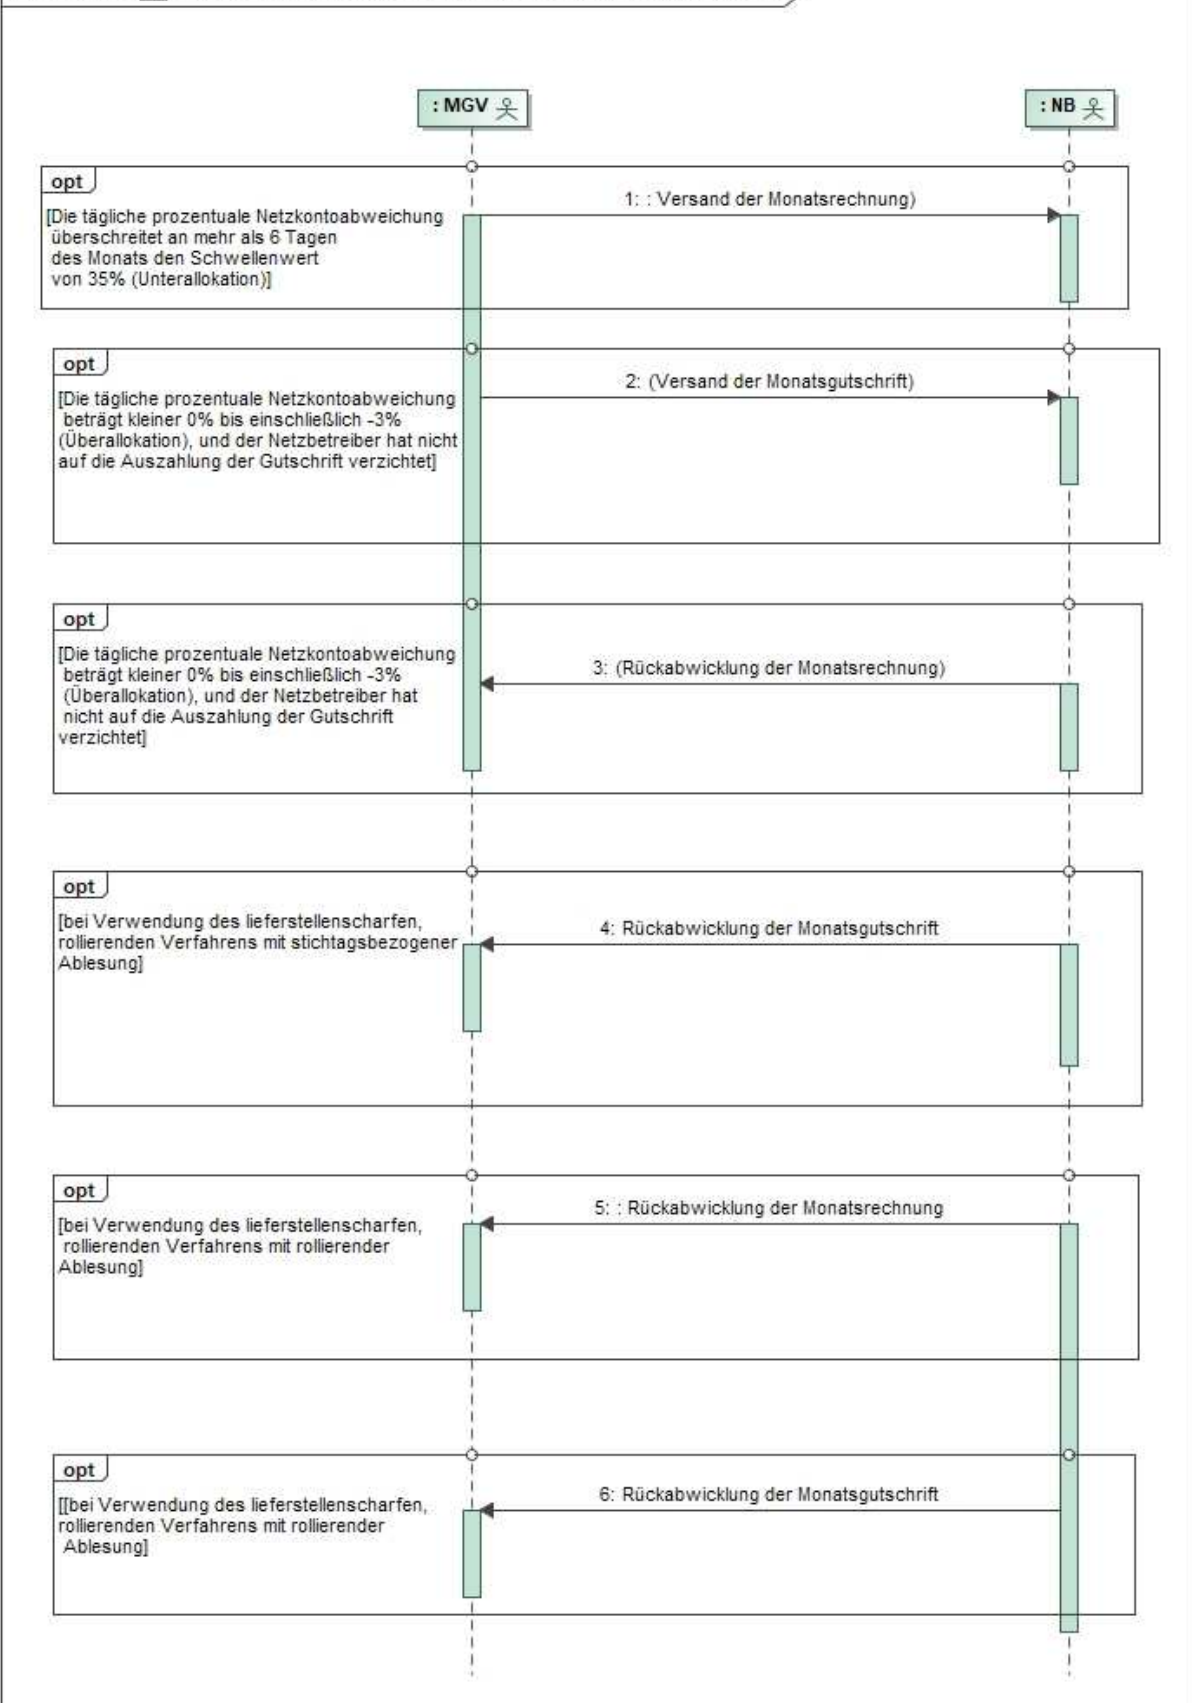 : MGV
: NB
opt
1: : Versand der Monatsrechnung)
[Die tägliche prozentuale Netzkontoabweichung
überschreitet an mehr als 6 Tagen
des Monats den Schwellenwert
von 35% (Unterallokation)]
opt
2: (Versand der Monatsgutschrift)
[Die tägliche prozentuale Netzkontoabweichung
beträgt kleiner 0% bis einschließlich -3%
(Überallokation), und der Netzbetreiber hat nicht
auf die Auszahlung der Gutschrift verzichtet]
opt
[Die tägliche prozentuale Netzkontoabweichung
beträgt kleiner 0% bis einschließlich -3%
(Überallokation), und der Netzbetreiber hat
nicht auf die Auszahlung der Gutschrift
verzichtet]
3: (Rückabwicklung der Monatsrechnung)
opt
[bei Verwendung des lieferstellenscharfen,
rollierenden Verfahrens mit stichtagsbezogener
Ablesung]
4: Rückabwicklung der Monatsgutschrift
opt
5: : Rückabwicklung der Monatsrechnung
[bei Verwendung des lieferstellenscharfen,
rollierenden Verfahrens mit rollierender
Ablesung]
opt
6: Rückabwicklung der Monatsgutschrift
[[bei Verwendung des lieferstellenscharfen,
rollierenden Verfahrens mit rollierender
Ablesung]